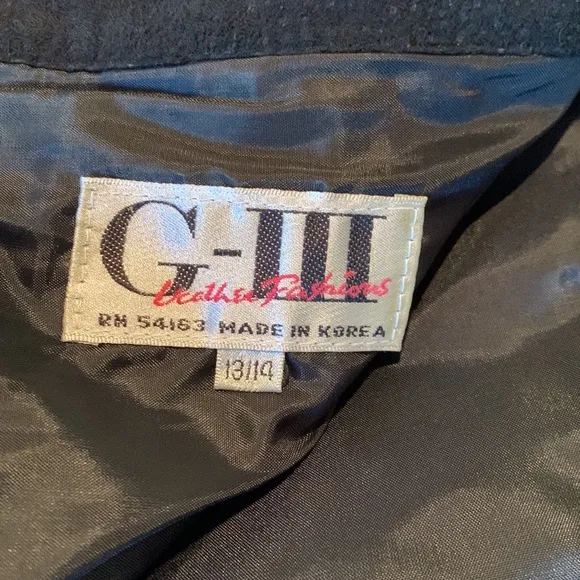 G-III
Leather Fashions
RN 54163 MADE IN KOREA
13/14